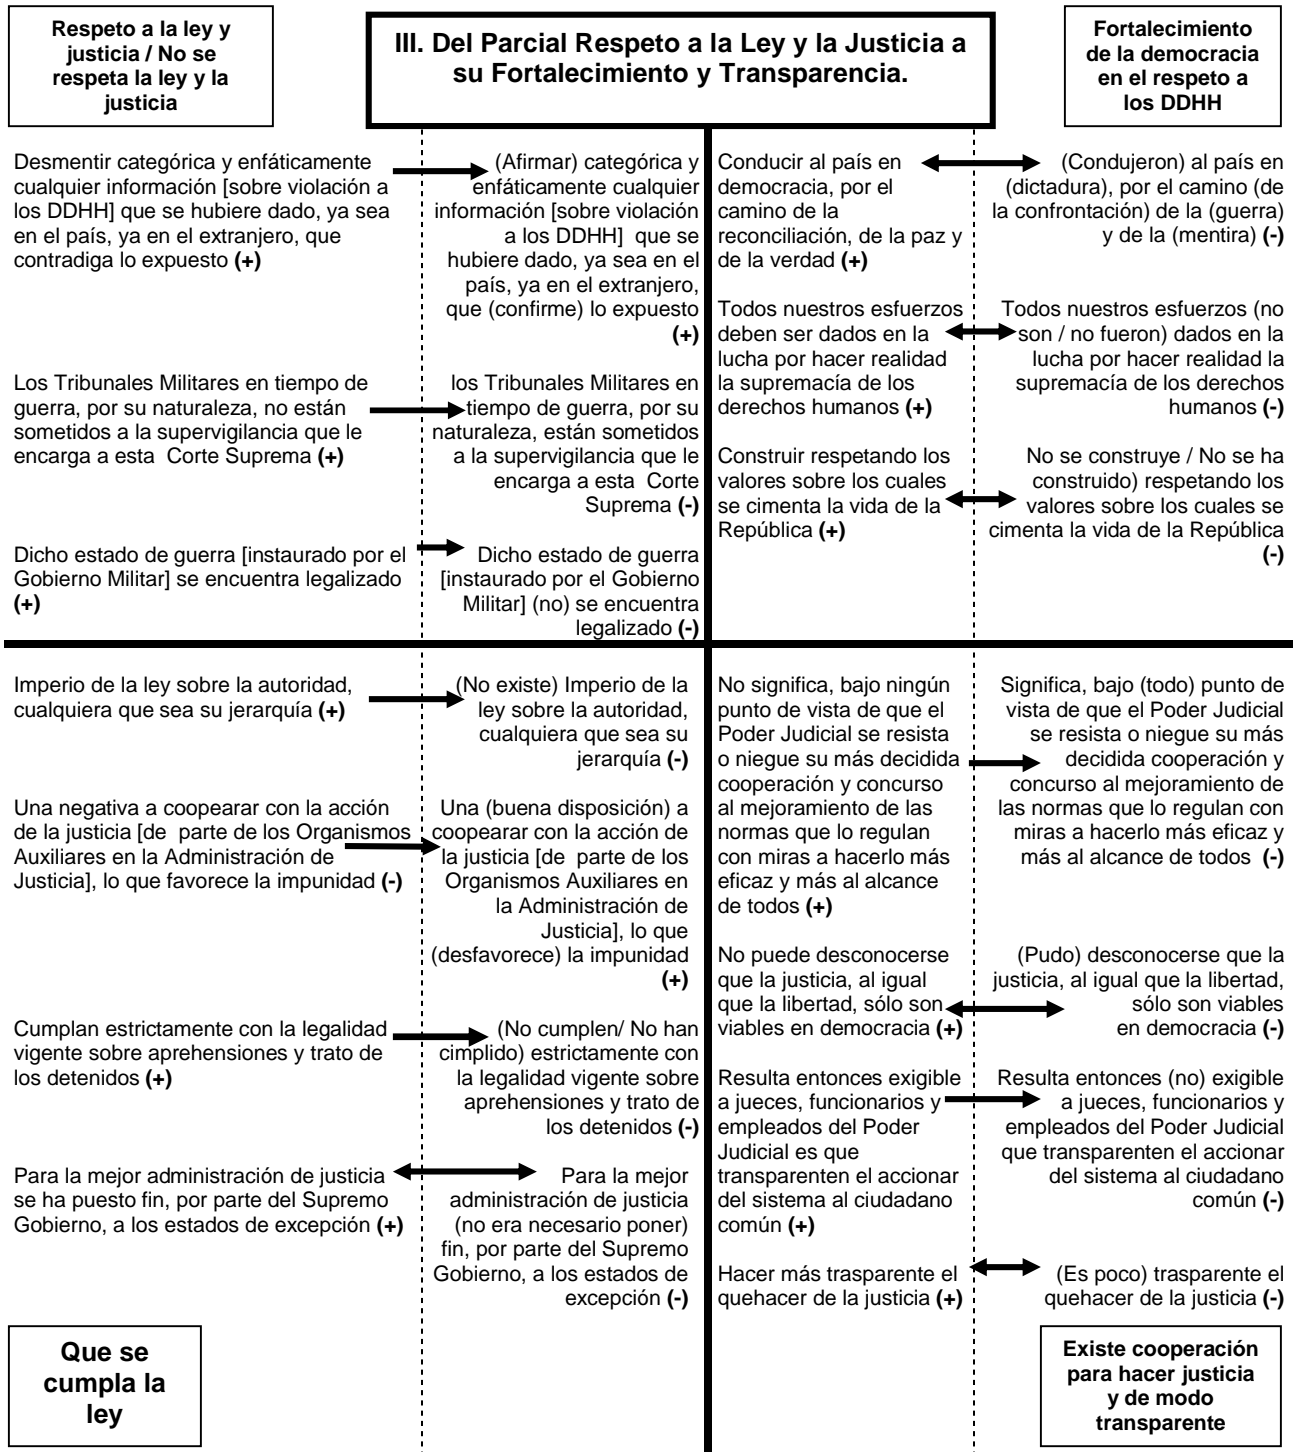 Respeto a la ley y
justicia / No se
respeta la ley y la
justicia
III. Del Parcial Respeto a la Ley y la Justicia a
su Fortalecimiento y Transparencia.
Fortalecimiento
de la democracia
en el respeto a
los DDHH
Desmentir categórica y enfáticamente
cualquier información [sobre violación a
los DDHH] que se hubiere dado, ya sea
en el país, ya en el extranjero, que
contradiga lo expuesto (+)
(Afirmar) categórica y
enfáticamente cualquier
información [sobre violación
a los DDHH] que se
hubiere dado, ya sea en el
país, ya en el extranjero,
que (confirme) lo expuesto
(+)
Los Tribunales Militares en tiempo de
guerra, por su naturaleza, no están
sometidos a la supervigilancia que le
encarga a esta Corte Suprema (+)
los Tribunales Militares en
tiempo de guerra, por su
naturaleza, están sometidos
a la supervigilancia que le
encarga a esta Corte
Suprema (-)
Dicho estado de guerra [instaurado por el
Gobierno Militar] se encuentra legalizado
(+)
Dicho estado de guerra
[instaurado por el Gobierno
Militar] (no) se encuentra
legalizado (-)
Conducir al país en
democracia, por el
camino de la
reconciliación, de la paz y
de la verdad (+)
(Condujeron) al país en
(dictadura), por el camino (de
la confrontación) de la (guerra)
y de la (mentira) (-)
Todos nuestros esfuerzos
deben ser dados en la
lucha por hacer realidad
la supremacía de los
derechos humanos (+)
Todos nuestros esfuerzos (no
son / no fueron) dados en la
lucha por hacer realidad la
supremacía de los derechos
humanos (-)
Construir respetando los
valores sobre los cuales
se cimenta la vida de la
República (+)
No se construye / No se ha
construido) respetando los
valores sobre los cuales se
cimenta la vida de la República
(-)
Imperio de la ley sobre la autoridad,
cualquiera que sea su jerarquía (+)
(No existe) Imperio de la
ley sobre la autoridad,
cualquiera que sea su
jerarquía (-)
Una negativa a coopearar con la acción
de la justicia [de parte de los Organismos
Auxiliares en la Administración de
Justicia], lo que favorece la impunidad (-)
Una (buena disposición) a
coopearar con la acción de
la justicia [de parte de los
Organismos Auxiliares en
la Administración de
Justicia], lo que
(desfavorece) la impunidad
(+)
Cumplan estrictamente con la legalidad
vigente sobre aprehensiones y trato de
los detenidos (+)
(No cumplen/ No han
cimplido) estrictamente con
la legalidad vigente sobre
aprehensiones y trato de
los detenidos (-)
Para la mejor administración de justicia
se ha puesto fin, por parte del Supremo
Gobierno, a los estados de excepción (+)
Para la mejor
administración de justicia
(no era necesario poner)
fin, por parte del Supremo
Gobierno, a los estados de
excepción (-)
No significa, bajo ningún
punto de vista de que el
Poder Judicial se resista
o niegue su más decidida
cooperación y concurso
al mejoramiento de las
normas que lo regulan
con miras a hacerlo más
eficaz y más al alcance
de todos (+)
Significa, bajo (todo) punto de
vista de que el Poder Judicial
se resista o niegue su más
decidida cooperación y
concurso al mejoramiento de
las normas que lo regulan con
miras a hacerlo más eficaz y
más al alcance de todos (-)
No puede desconocerse
que la justicia, al igual
que la libertad, sólo son
viables en democracia (+)
(Pudo) desconocerse que la
justicia, al igual que la libertad,
sólo son viables
en democracia (-)
Resulta entonces exigible
a jueces, funcionarios y
empleados del Poder
Judicial es que
transparenten el accionar
del sistema al ciudadano
común (+)
Resulta entonces (no) exigible
a jueces, funcionarios y
empleados del Poder Judicial
que transparenten el accionar
del sistema al ciudadano
común (-)
Hacer más trasparente el
quehacer de la justicia (+)
(Es poco) trasparente el
quehacer de la justicia (-)
Que se
cumpla la
ley
Existe cooperación
para hacer justicia
y de modo
transparente